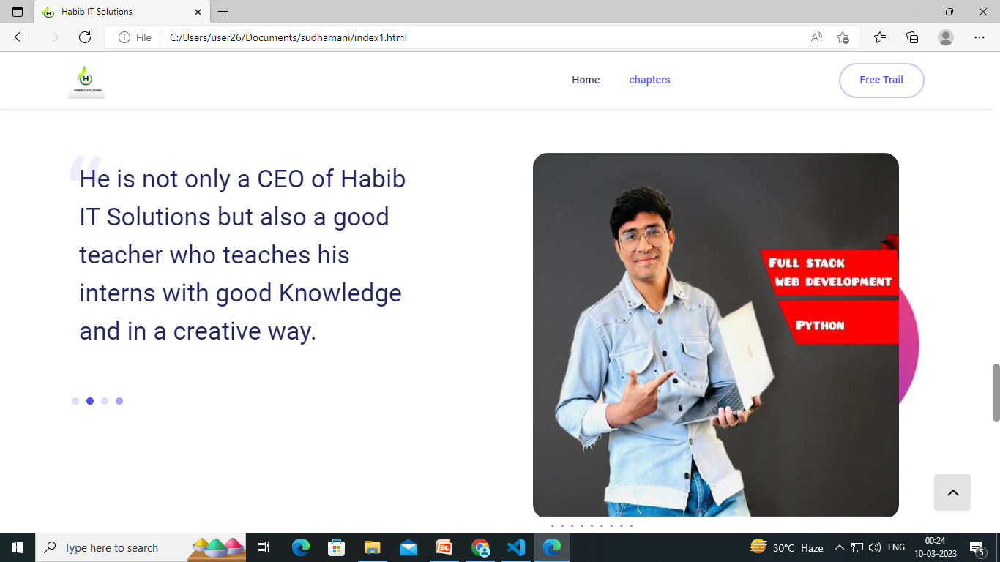 Habib IT Solutions
File
C:/Users/user26/Documents/sudhamani/index1.html
H
HABIB IT SOLUTIONS
Home
chapters
Free Trail
“
He is not only a CEO of Habib
IT Solutions but also a good
teacher who teaches his
interns with good Knowledge
and in a creative way.
FULL STACK
WEB DEVELOPMENT
PYTHON
Type here to search
30°C Haze
ENG
00:24
10-03-2023
5